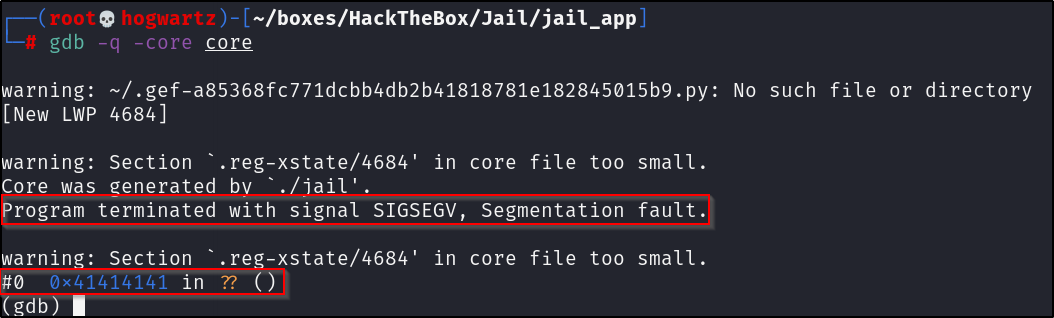 ┌──(root💀hogwartz)-[~/boxes/HackTheBox/Jail/jail_app]
└─# gdb -q -core core
warning: ~/.gef-a85368fc771dcbb4db2b41818781e182845015b9.py: No such file or directory
[New LWP 4684]
warning: Section `.reg-xstate/4684' in core file too small.
Core was generated by `./jail'.
Program terminated with signal SIGSEGV, Segmentation fault.
warning: Section `.reg-xstate/4684' in core file too small.
#0  0x41414141 in ?? ()
(gdb)